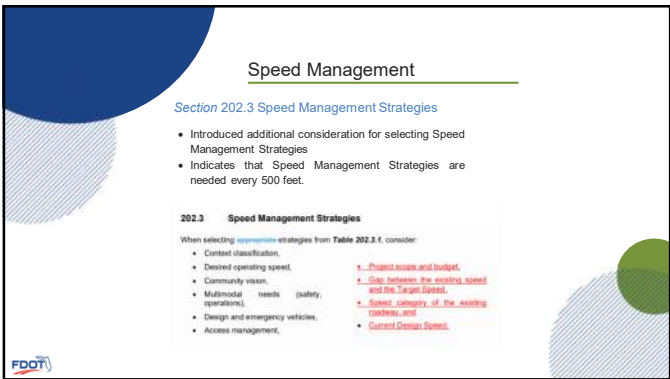 Speed Management
Section 202.3 Speed Management Strategies
• Introduced additional consideration for selecting Speed
Management Strategies
• Indicates that Speed Management Strategies are
needed every 500 feet.
202.3 Speed Management Strategies
When selecting appropriate strategies from Table 202.3.1, consider:
• Context classification,
• Desired operating speed,
• Community vision,
• Multimodal needs (safety,
operations),
• Design and emergency vehicles,
• Access management,
• Project scope and budget,
• Gap between the existing speed
and the Target Speed,
• Speed category of the existing
roadway, and
• Current Design Speed.
FDOT